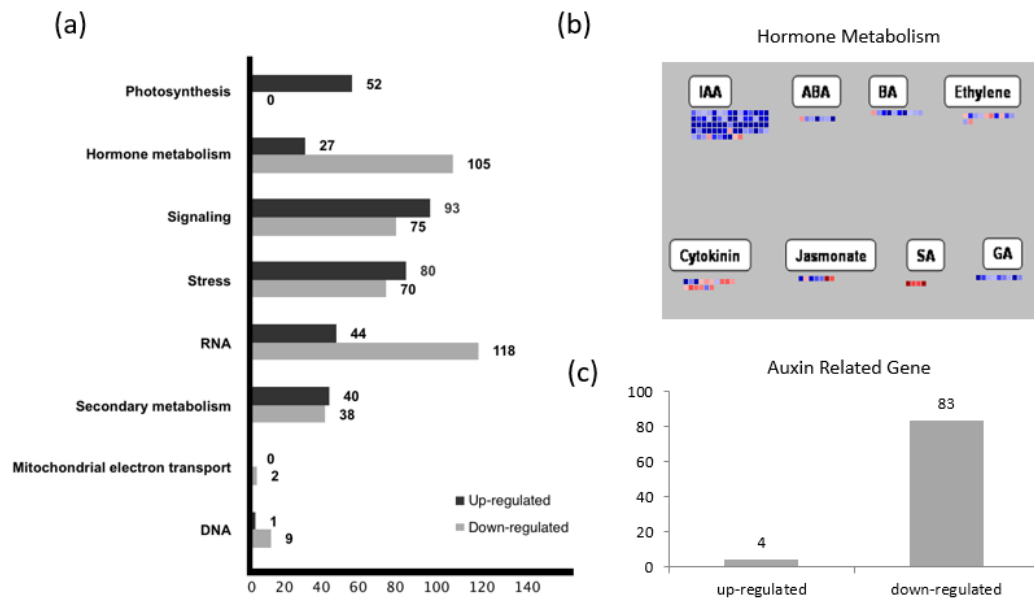 (a)
Photosynthesis
52
0
Hormone metabolism
27
105
Signaling
93
75
Stress
80
70
RNA
44
118
Secondary metabolism
40
38
Mitochondrial electron transport
0
2
DNA
1
9
Up-regulated
Down-regulated
0 20 40 60 80 100 120 140
(b)
Hormone Metabolism
IAA
ABA
BA
Ethylene
Cytokinin
Jasmonate
SA
GA
(c)
Auxin Related Gene
100
80
60
40
20
0
4
83
up-regulated
down-regulated